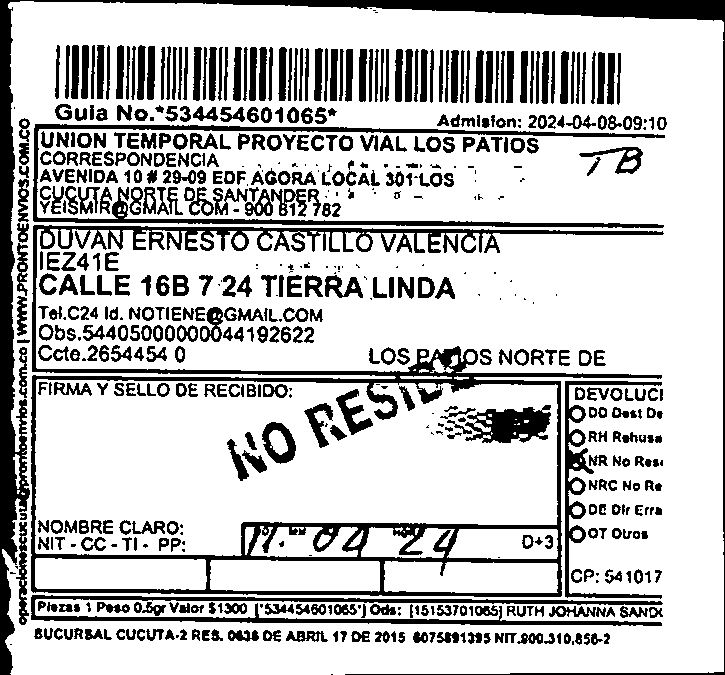 Guia No.*534454601065*
Admision: 2024-04-08-09:10
UNION TEMPORAL PROYECTO VIAL LOS PATIOS
CORRESPONDENCIA
AVENIDA 10 # 29-09 EDF AGORA LOCAL 301 LOS
CUCUTA NORTE DE SANTANDER
YEISMIR@GMAIL COM - 900 812 782
TB
DUVAN ERNESTO CASTILLO VALENCIA
IEZ41E
CALLE 16B 7 24 TIERRA LINDA
Tel.C24 Id. NOTIENE@GMAIL.COM
Obs.54405000000044192622
Ccte.2654454 0
LOS PATIOS NORTE DE
FIRMA Y SELLO DE RECIBIDO:
NO RESIDE
DEVOLUCI
DD Dest De
RH Rehusa
NR No Resi
NRC No Re
DE Dir Erra
OT Otros
NOMBRE CLARO:
NIT - CC - TI - PP:
11. 04 24
D+3
CP: 541017
Piezas 1 Peso 0.5gr Valor $1300 ['534454601065'] Ods: [15153701065] RUTH JOHANNA SANDO
SUCURSAL CUCUTA-2 RES. 0636 DE ABRIL 17 DE 2015 6075891395 NIT.900.310,856-2
operacionescucuta@prontoenvios.com.co | WWW.PRONTOENVIOS.COM.CO